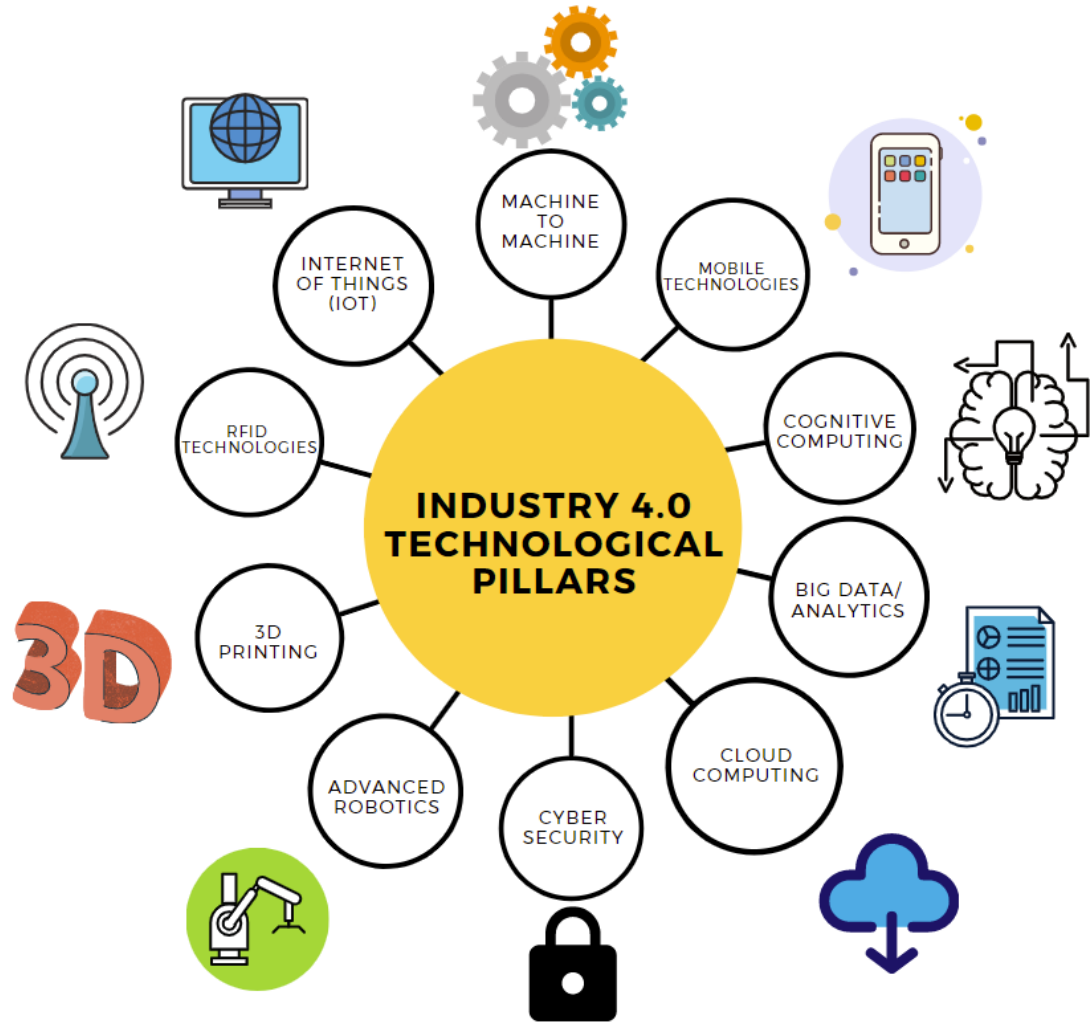 MACHINE
TO
MACHINE
MOBILE
TECHNOLOGIES
COGNITIVE
COMPUTING
BIG DATA/
ANALYTICS
CLOUD
COMPUTING
CYBER
SECURITY
ADVANCED
ROBOTICS
3D
PRINTING
RFID
TECHNOLOGIES
INTERNET
OF THINGS
(IOT)
INDUSTRY 4.0
TECHNOLOGICAL
PILLARS
3D